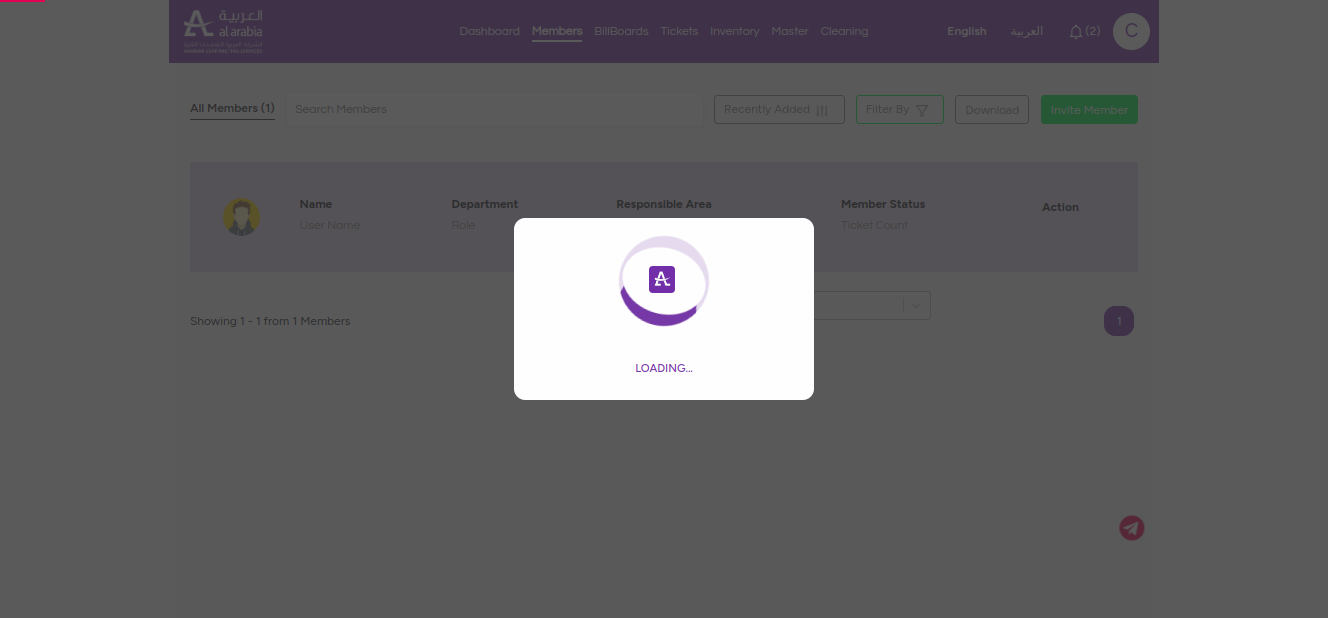 العربية
al arabia
Dashboard Members BillBoards Tickets Inventory Master Cleaning English العربية (2) C
All Members (1) Search Members Recently Added Filter By Download Invite Member
Name Department Responsible Area Member Status Action
User Name Role Ticket Count
Showing 1 - 1 from 1 Members 1
LOADING...